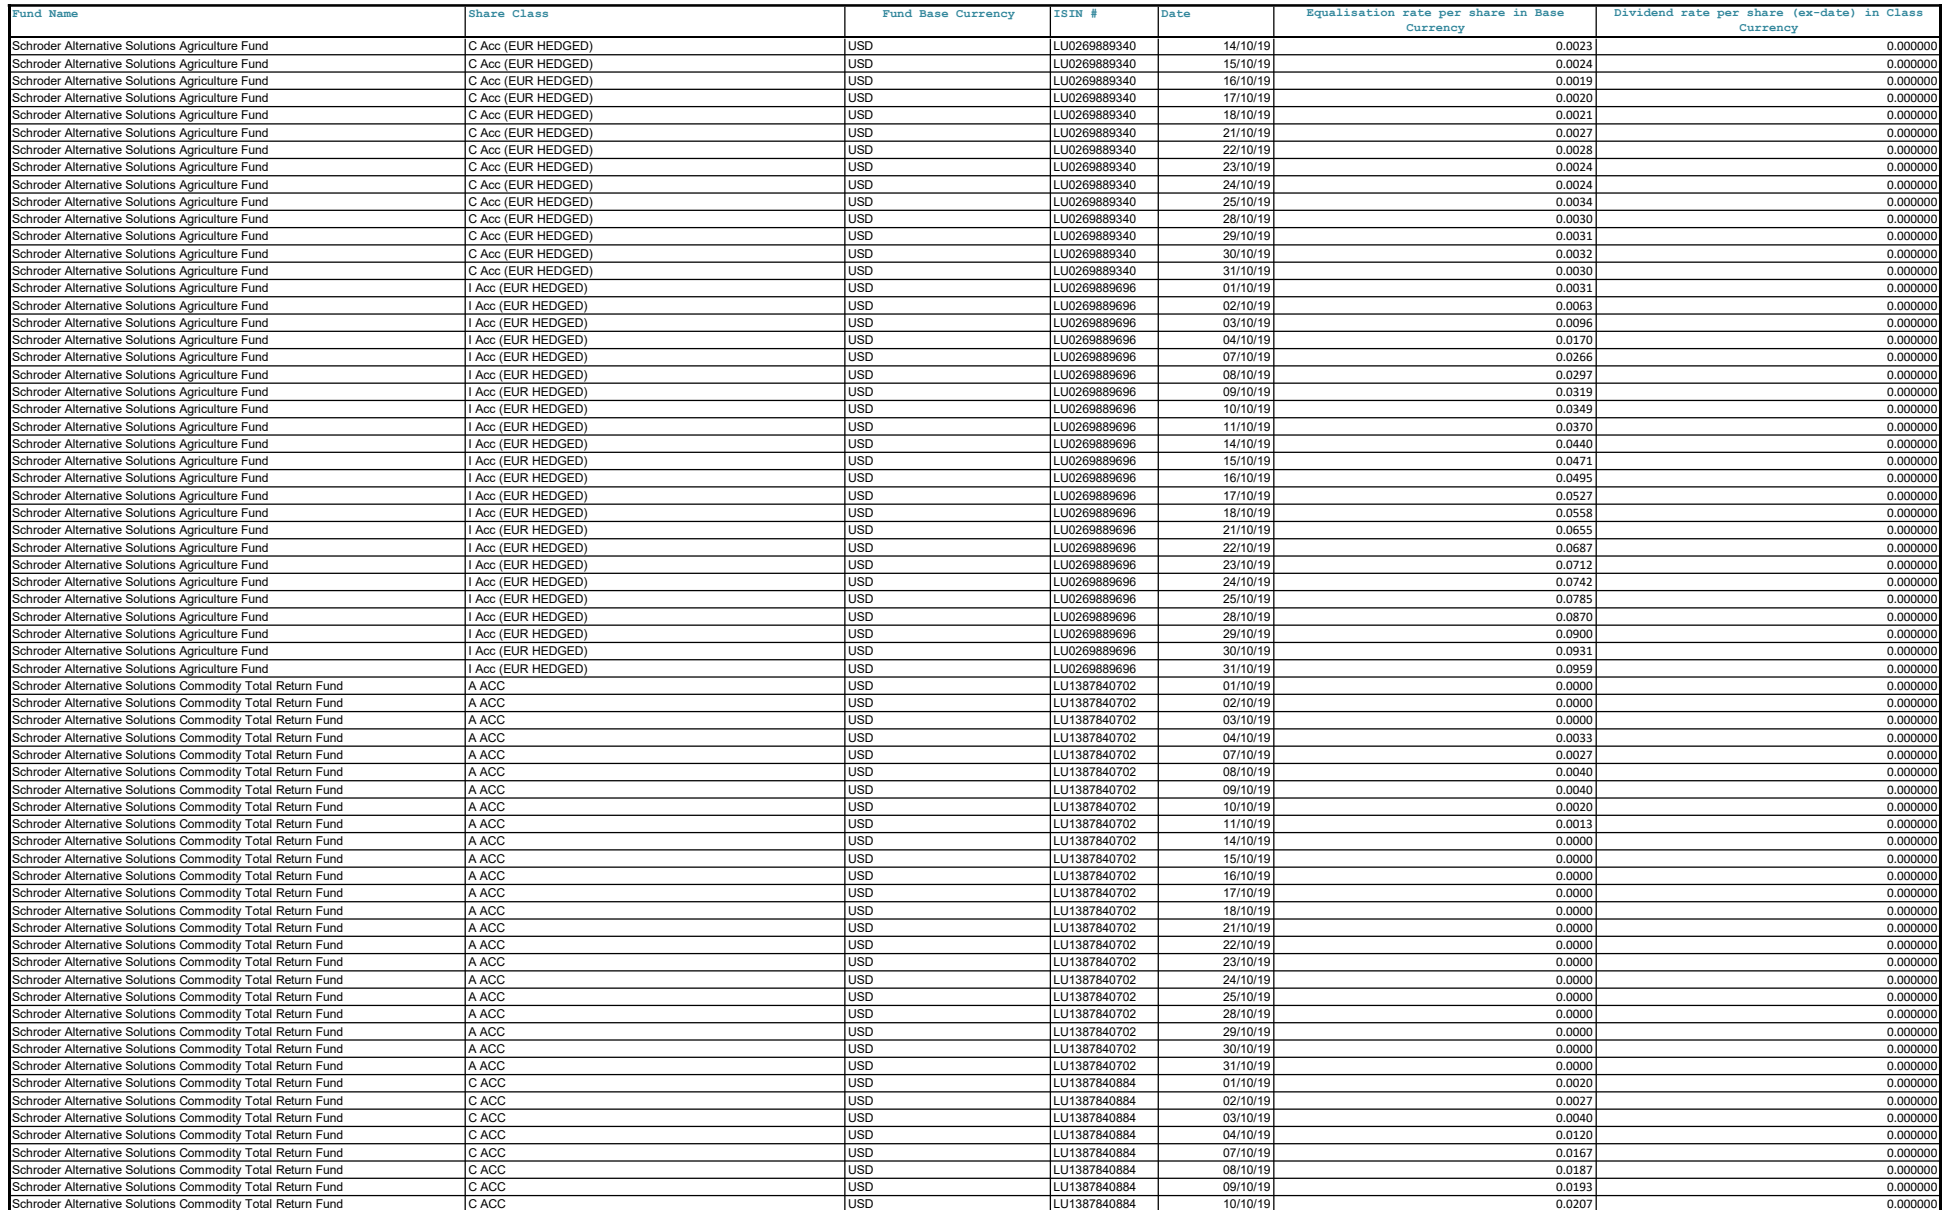 Fund Name Share Class Fund Base Currency ISIN # Date Equalisation rate per share in Base Currency Dividend rate per share (ex-date) in Class Currency
Schroder Alternative Solutions Agriculture Fund C Acc (EUR HEDGED) USD LU0269889340 14/10/19 0.0023 0.000000
Schroder Alternative Solutions Agriculture Fund C Acc (EUR HEDGED) USD LU0269889340 15/10/19 0.0024 0.000000
Schroder Alternative Solutions Agriculture Fund C Acc (EUR HEDGED) USD LU0269889340 16/10/19 0.0019 0.000000
Schroder Alternative Solutions Agriculture Fund C Acc (EUR HEDGED) USD LU0269889340 17/10/19 0.0020 0.000000
Schroder Alternative Solutions Agriculture Fund C Acc (EUR HEDGED) USD LU0269889340 18/10/19 0.0021 0.000000
Schroder Alternative Solutions Agriculture Fund C Acc (EUR HEDGED) USD LU0269889340 21/10/19 0.0027 0.000000
Schroder Alternative Solutions Agriculture Fund C Acc (EUR HEDGED) USD LU0269889340 22/10/19 0.0028 0.000000
Schroder Alternative Solutions Agriculture Fund C Acc (EUR HEDGED) USD LU0269889340 23/10/19 0.0024 0.000000
Schroder Alternative Solutions Agriculture Fund C Acc (EUR HEDGED) USD LU0269889340 24/10/19 0.0024 0.000000
Schroder Alternative Solutions Agriculture Fund C Acc (EUR HEDGED) USD LU0269889340 25/10/19 0.0034 0.000000
Schroder Alternative Solutions Agriculture Fund C Acc (EUR HEDGED) USD LU0269889340 28/10/19 0.0030 0.000000
Schroder Alternative Solutions Agriculture Fund C Acc (EUR HEDGED) USD LU0269889340 29/10/19 0.0031 0.000000
Schroder Alternative Solutions Agriculture Fund C Acc (EUR HEDGED) USD LU0269889340 30/10/19 0.0032 0.000000
Schroder Alternative Solutions Agriculture Fund C Acc (EUR HEDGED) USD LU0269889340 31/10/19 0.0030 0.000000
Schroder Alternative Solutions Agriculture Fund I Acc (EUR HEDGED) USD LU0269889696 01/10/19 0.0031 0.000000
Schroder Alternative Solutions Agriculture Fund I Acc (EUR HEDGED) USD LU0269889696 02/10/19 0.0063 0.000000
Schroder Alternative Solutions Agriculture Fund I Acc (EUR HEDGED) USD LU0269889696 03/10/19 0.0096 0.000000
Schroder Alternative Solutions Agriculture Fund I Acc (EUR HEDGED) USD LU0269889696 04/10/19 0.0170 0.000000
Schroder Alternative Solutions Agriculture Fund I Acc (EUR HEDGED) USD LU0269889696 07/10/19 0.0266 0.000000
Schroder Alternative Solutions Agriculture Fund I Acc (EUR HEDGED) USD LU0269889696 08/10/19 0.0297 0.000000
Schroder Alternative Solutions Agriculture Fund I Acc (EUR HEDGED) USD LU0269889696 09/10/19 0.0319 0.000000
Schroder Alternative Solutions Agriculture Fund I Acc (EUR HEDGED) USD LU0269889696 10/10/19 0.0349 0.000000
Schroder Alternative Solutions Agriculture Fund I Acc (EUR HEDGED) USD LU0269889696 11/10/19 0.0370 0.000000
Schroder Alternative Solutions Agriculture Fund I Acc (EUR HEDGED) USD LU0269889696 14/10/19 0.0440 0.000000
Schroder Alternative Solutions Agriculture Fund I Acc (EUR HEDGED) USD LU0269889696 15/10/19 0.0471 0.000000
Schroder Alternative Solutions Agriculture Fund I Acc (EUR HEDGED) USD LU0269889696 16/10/19 0.0495 0.000000
Schroder Alternative Solutions Agriculture Fund I Acc (EUR HEDGED) USD LU0269889696 17/10/19 0.0527 0.000000
Schroder Alternative Solutions Agriculture Fund I Acc (EUR HEDGED) USD LU0269889696 18/10/19 0.0558 0.000000
Schroder Alternative Solutions Agriculture Fund I Acc (EUR HEDGED) USD LU0269889696 21/10/19 0.0655 0.000000
Schroder Alternative Solutions Agriculture Fund I Acc (EUR HEDGED) USD LU0269889696 22/10/19 0.0687 0.000000
Schroder Alternative Solutions Agriculture Fund I Acc (EUR HEDGED) USD LU0269889696 23/10/19 0.0712 0.000000
Schroder Alternative Solutions Agriculture Fund I Acc (EUR HEDGED) USD LU0269889696 24/10/19 0.0742 0.000000
Schroder Alternative Solutions Agriculture Fund I Acc (EUR HEDGED) USD LU0269889696 25/10/19 0.0785 0.000000
Schroder Alternative Solutions Agriculture Fund I Acc (EUR HEDGED) USD LU0269889696 28/10/19 0.0870 0.000000
Schroder Alternative Solutions Agriculture Fund I Acc (EUR HEDGED) USD LU0269889696 29/10/19 0.0900 0.000000
Schroder Alternative Solutions Agriculture Fund I Acc (EUR HEDGED) USD LU0269889696 30/10/19 0.0931 0.000000
Schroder Alternative Solutions Agriculture Fund I Acc (EUR HEDGED) USD LU0269889696 31/10/19 0.0959 0.000000
Schroder Alternative Solutions Commodity Total Return Fund A ACC USD LU1387840702 01/10/19 0.0000 0.000000
Schroder Alternative Solutions Commodity Total Return Fund A ACC USD LU1387840702 02/10/19 0.0000 0.000000
Schroder Alternative Solutions Commodity Total Return Fund A ACC USD LU1387840702 03/10/19 0.0000 0.000000
Schroder Alternative Solutions Commodity Total Return Fund A ACC USD LU1387840702 04/10/19 0.0033 0.000000
Schroder Alternative Solutions Commodity Total Return Fund A ACC USD LU1387840702 07/10/19 0.0027 0.000000
Schroder Alternative Solutions Commodity Total Return Fund A ACC USD LU1387840702 08/10/19 0.0040 0.000000
Schroder Alternative Solutions Commodity Total Return Fund A ACC USD LU1387840702 09/10/19 0.0040 0.000000
Schroder Alternative Solutions Commodity Total Return Fund A ACC USD LU1387840702 10/10/19 0.0020 0.000000
Schroder Alternative Solutions Commodity Total Return Fund A ACC USD LU1387840702 11/10/19 0.0013 0.000000
Schroder Alternative Solutions Commodity Total Return Fund A ACC USD LU1387840702 14/10/19 0.0000 0.000000
Schroder Alternative Solutions Commodity Total Return Fund A ACC USD LU1387840702 15/10/19 0.0000 0.000000
Schroder Alternative Solutions Commodity Total Return Fund A ACC USD LU1387840702 16/10/19 0.0000 0.000000
Schroder Alternative Solutions Commodity Total Return Fund A ACC USD LU1387840702 17/10/19 0.0000 0.000000
Schroder Alternative Solutions Commodity Total Return Fund A ACC USD LU1387840702 18/10/19 0.0000 0.000000
Schroder Alternative Solutions Commodity Total Return Fund A ACC USD LU1387840702 21/10/19 0.0000 0.000000
Schroder Alternative Solutions Commodity Total Return Fund A ACC USD LU1387840702 22/10/19 0.0000 0.000000
Schroder Alternative Solutions Commodity Total Return Fund A ACC USD LU1387840702 23/10/19 0.0000 0.000000
Schroder Alternative Solutions Commodity Total Return Fund A ACC USD LU1387840702 24/10/19 0.0000 0.000000
Schroder Alternative Solutions Commodity Total Return Fund A ACC USD LU1387840702 25/10/19 0.0000 0.000000
Schroder Alternative Solutions Commodity Total Return Fund A ACC USD LU1387840702 28/10/19 0.0000 0.000000
Schroder Alternative Solutions Commodity Total Return Fund A ACC USD LU1387840702 29/10/19 0.0000 0.000000
Schroder Alternative Solutions Commodity Total Return Fund A ACC USD LU1387840702 30/10/19 0.0000 0.000000
Schroder Alternative Solutions Commodity Total Return Fund A ACC USD LU1387840702 31/10/19 0.0000 0.000000
Schroder Alternative Solutions Commodity Total Return Fund C ACC USD LU1387840884 01/10/19 0.0020 0.000000
Schroder Alternative Solutions Commodity Total Return Fund C ACC USD LU1387840884 02/10/19 0.0027 0.000000
Schroder Alternative Solutions Commodity Total Return Fund C ACC USD LU1387840884 03/10/19 0.0040 0.000000
Schroder Alternative Solutions Commodity Total Return Fund C ACC USD LU1387840884 04/10/19 0.0120 0.000000
Schroder Alternative Solutions Commodity Total Return Fund C ACC USD LU1387840884 07/10/19 0.0167 0.000000
Schroder Alternative Solutions Commodity Total Return Fund C ACC USD LU1387840884 08/10/19 0.0187 0.000000
Schroder Alternative Solutions Commodity Total Return Fund C ACC USD LU1387840884 09/10/19 0.0193 0.000000
Schroder Alternative Solutions Commodity Total Return Fund C ACC USD LU1387840884 10/10/19 0.0207 0.000000